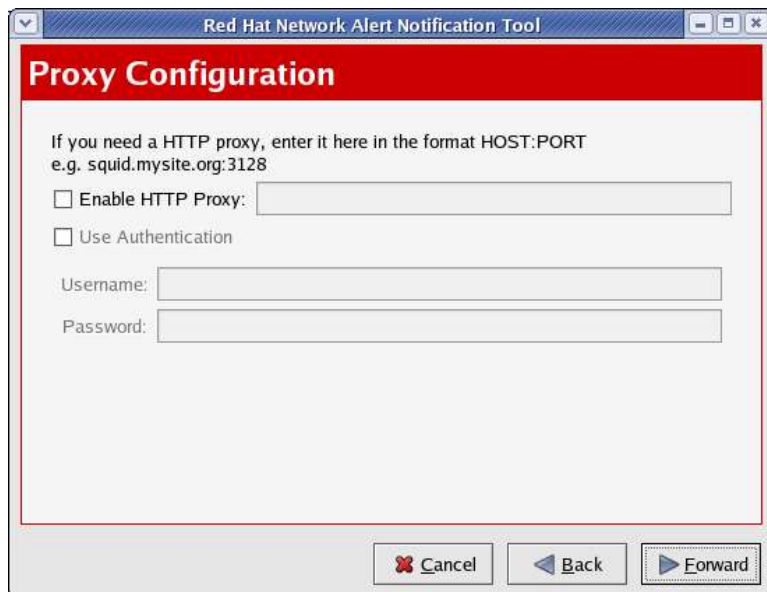 Red Hat Network Alert Notification Tool
Proxy Configuration
If you need a HTTP proxy, enter it here in the format HOST:PORT
e.g. squid.mysite.org:3128
Enable HTTP Proxy:
Use Authentication
Username:
Password:
Cancel Back Forward